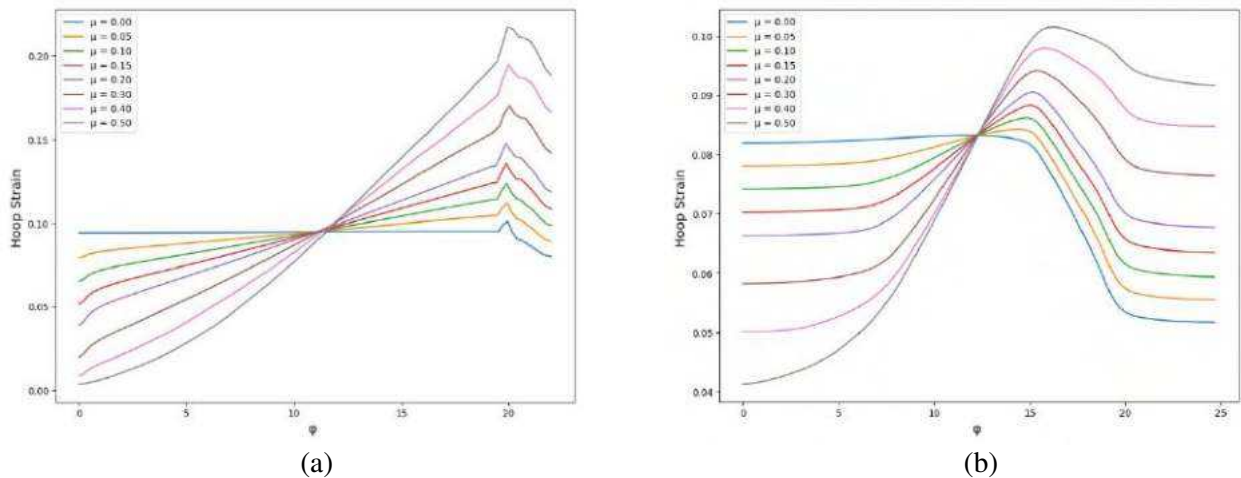 0.20
0.15
0.10
0.05
0.00
Hoop Strain
μ = 0.00
μ = 0.05
μ = 0.10
μ = 0.15
μ = 0.20
μ = 0.30
μ = 0.40
μ = 0.50
0 5 10 15 20
φ
(a)
0.10
0.09
0.08
0.07
0.06
0.05
0.04
Hoop Strain
μ = 0.00
μ = 0.05
μ = 0.10
μ = 0.15
μ = 0.20
μ = 0.30
μ = 0.40
μ = 0.50
0 5 10 15 20 25
φ
(b)